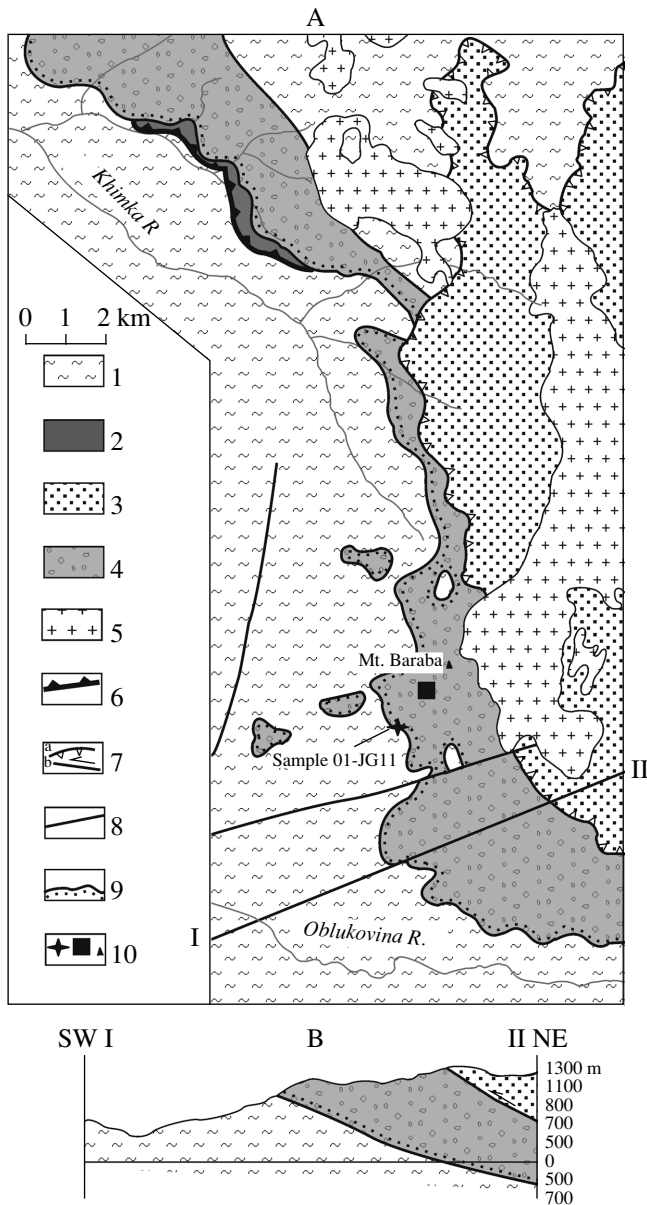 A
Khimka R
0 1 2 km
1
2
3
4
5
6
a
b
7
8
9
10
Mt. Baraba
Sample 01-JG11
II
I
Oblukovina R.
SW I
B
II NE
1300 m
1100
800
700
500
0
500
700